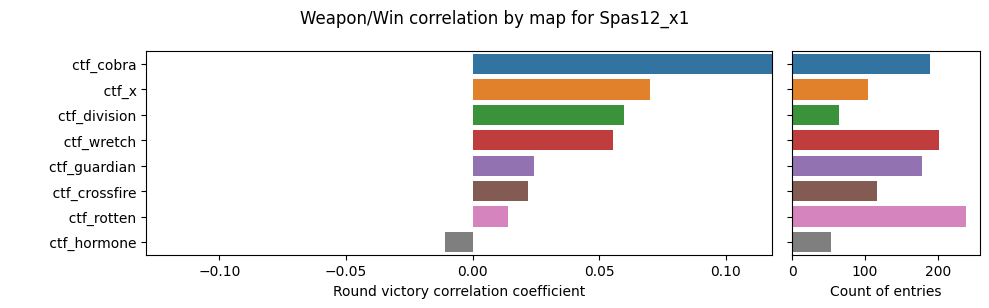 Weapon/Win correlation by map for Spas12_x1
ctf_cobra
ctf_x
ctf_division
ctf_wretch
ctf_guardian
ctf_crossfire
ctf_rotten
ctf_hormone
−0.10 −0.05 0.00 0.05 0.10
Round victory correlation coefficient
0 100 200
Count of entries